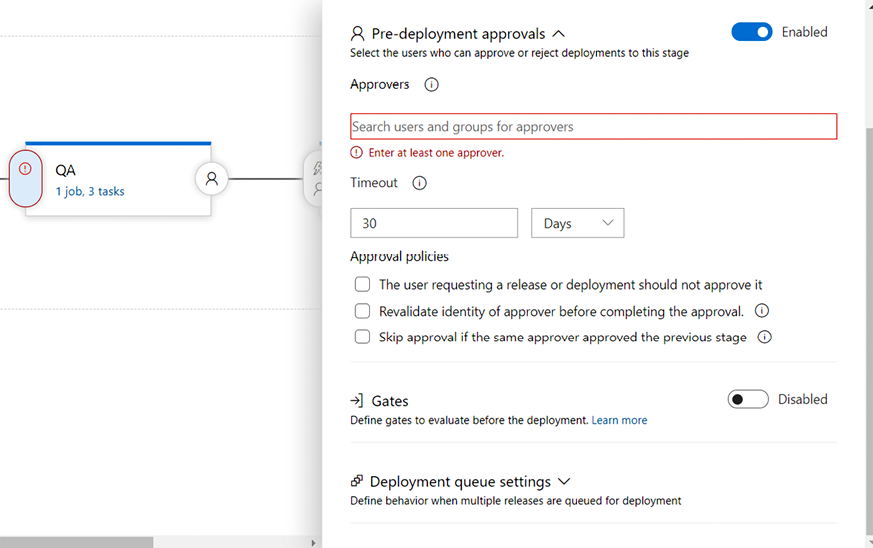 Pre-deployment approvals
Enabled
Select the users who can approve or reject deployments to this stage
Approvers
Search users and groups for approvers
Enter at least one approver.
QA
1 job, 3 tasks
Timeout
30
Days
Approval policies
The user requesting a release or deployment should not approve it
Revalidate identity of approver before completing the approval.
Skip approval if the same approver approved the previous stage
Gates
Disabled
Define gates to evaluate before the deployment. Learn more
Deployment queue settings
Define behavior when multiple releases are queued for deployment